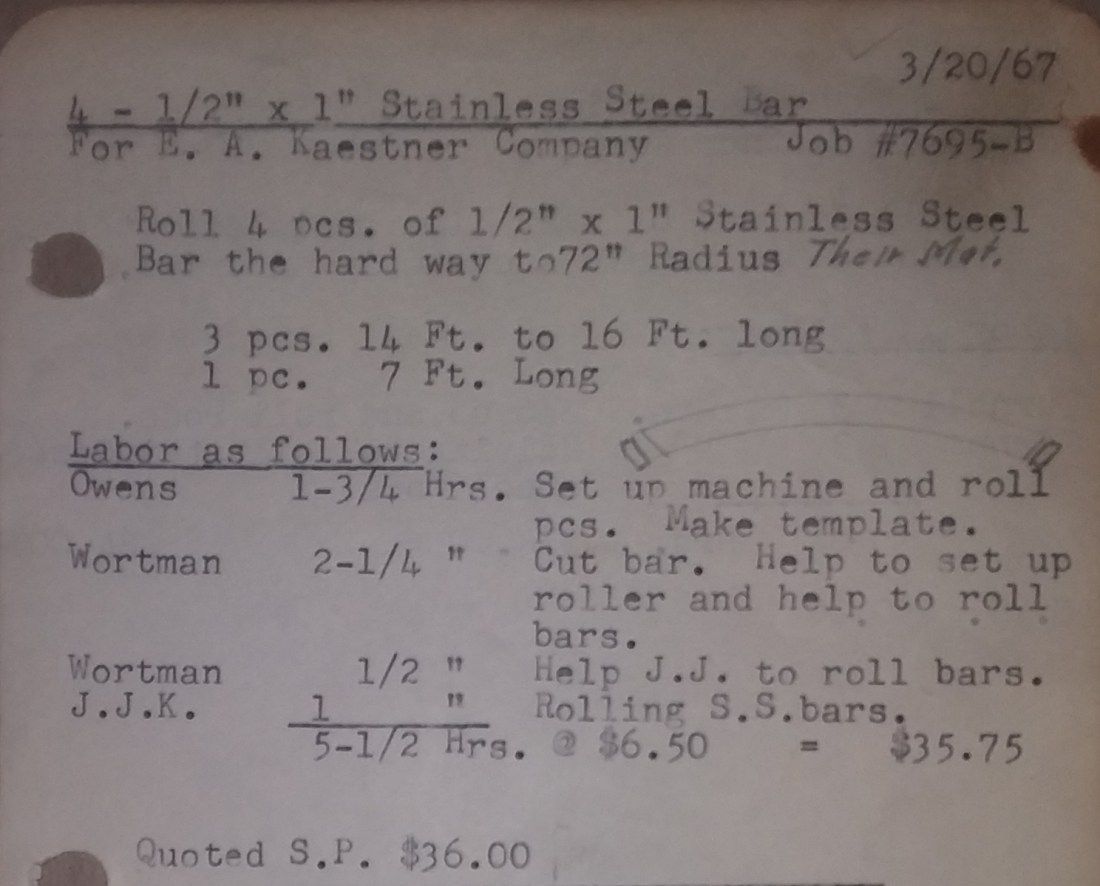 3/20/67
4 - 1/2" x 1" Stainless Steel Bar
For E. A. Kaestner Company Job #7695-B
Roll 4 pcs. of 1/2" x 1" Stainless Steel
Bar the hard way to72" Radius Their Mat.
3 pcs. 14 Ft. to 16 Ft. long
1 pc. 7 Ft. Long
Labor as follows:
Owens 1-3/4 Hrs. Set up machine and roll
pcs. Make template.
Wortman 2-1/4 " Cut bar. Help to set up
roller and help to roll
bars.
Wortman 1/2 " Help J.J. to roll bars.
J.J.K. 1 " Rolling S.S.bars.
5-1/2 Hrs. @ $6.50 = $35.75
Quoted S.P. $36.00